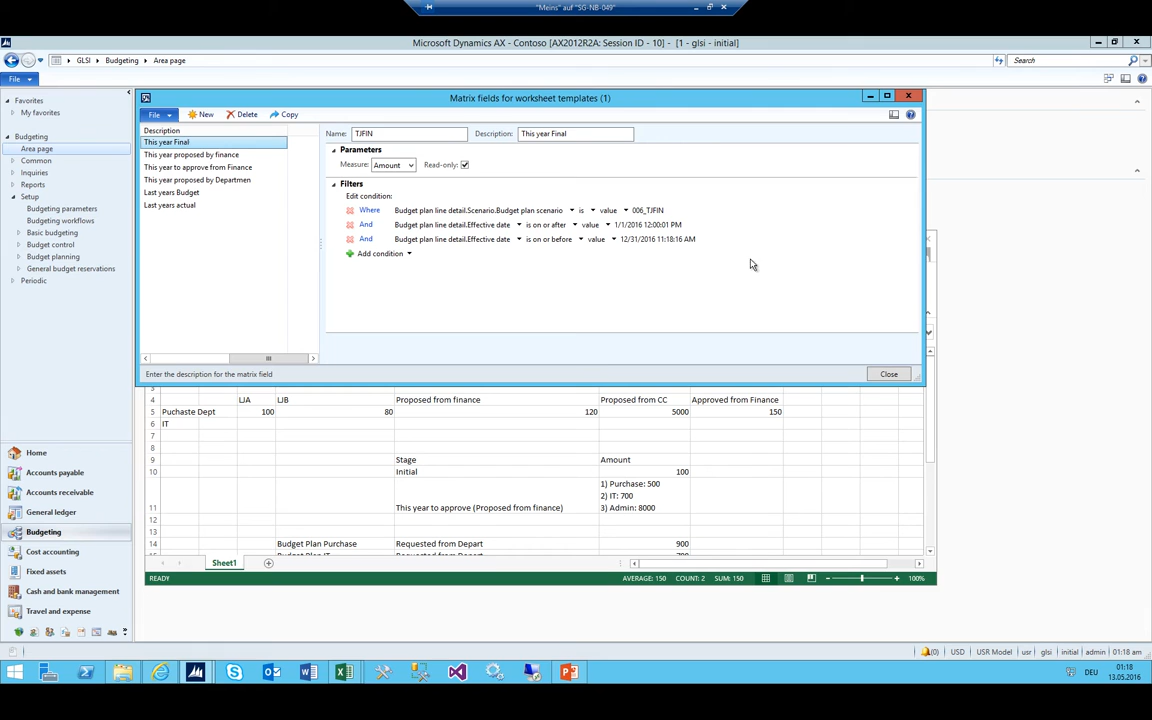 "Meins" auf "SG-NB-049"
Microsoft Dynamics AX - Contoso [AX2012R2A: Session ID - 10] - [1 - glsi - initial]
GLSI Budgeting Area page
Search
File
Favorites
My favorites
Budgeting
Area page
Common
Inquiries
Reports
Setup
Budget parameters
Budgeting workflows
Basic budgeting
Budget control
Budget planning
General budget reservations
Periodic
Home
Accounts payable
Accounts receivable
General ledger
Budgeting
Cost accounting
Fixed assets
Cash and bank management
Travel and expense
Matrix fields for worksheet templates (1)
File New Delete Copy
Description
This year Final
This year proposed by finance
This year to approve from Finance
This year proposed by Departmen
Last years Budget
Last years actual
Name: TJFIN Description: This year Final
Parameters
Measure: Amount Read-only:
Filters
Edit condition:
Where Budget plan line detail.Scenario.Budget plan scenario is value 006_TJFIN
And Budget plan line detail.Effective date is on or after value 1/1/2016 12:00:01 PM
And Budget plan line detail.Effective date is on or before value 12/31/2016 11:18:16 AM
Add condition
Enter the description for the matrix field
Close
3
4 LJA LJB Proposed from finance Proposed from CC Approved from Finance
5 Puchaste Dept 100 80 120 5000 150
6 IT
7
8
9 Stage Amount
10 Initial 100
1) Purchase: 500
2) IT: 700
11 This year to approve (Proposed from finance) 3) Admin: 8000
12
13
14 Budget Plan Purchase Requested from Depart 900
15 Budget Plan IT Requested from Depart 700
Sheet1
READY AVERAGE: 150 COUNT: 2 SUM: 150 100%
(0) USD USR Model usr glsi initial admin 01:18 am
DEU
01:18
13.05.2016